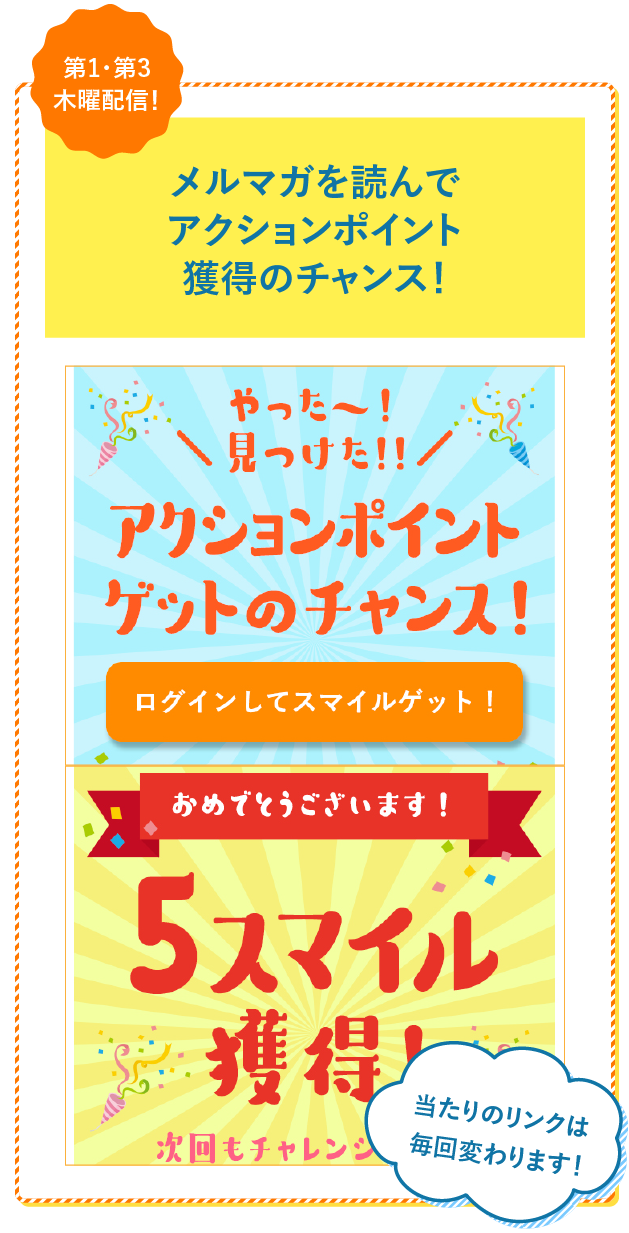 第1・第3
木曜配信！
メルマガを読んで
アクションポイント
獲得のチャンス！
やった〜！
見つけた!!
アクションポイント
ゲットのチャンス！
ログインしてスマイルゲット！
おめでとうございます！
5スマイル
獲得！
次回もチャレンジ
当たりのリンクは
毎回変わります！